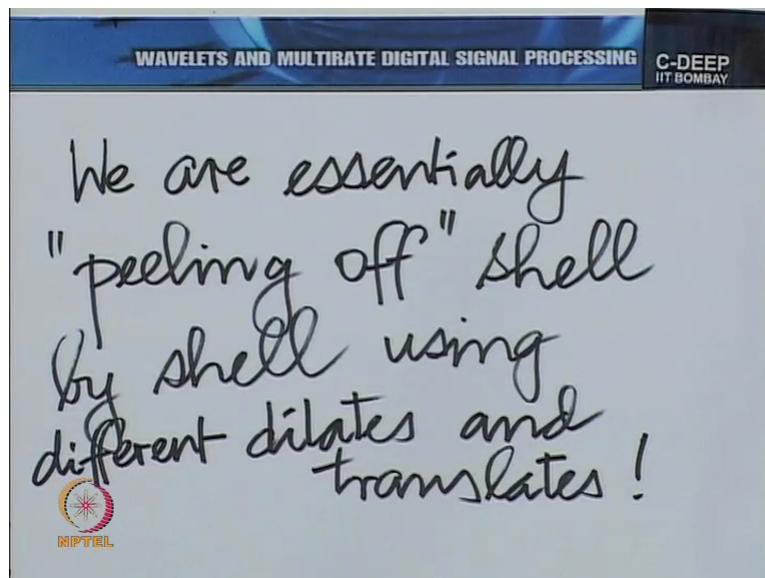 WAVELETS AND MULTIRATE DIGITAL SIGNAL PROCESSING
C-DEEP
IIT BOMBAY
We are essentially
"peeling off" shell
by shell using
different dilates and
translates!
NPTEL